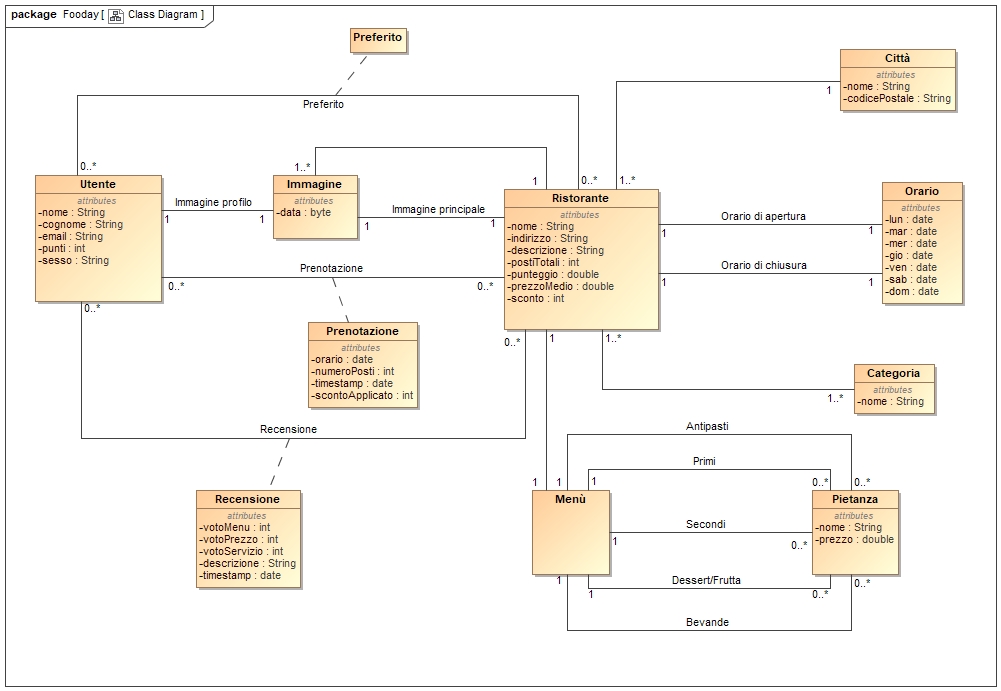 package Fooday [ Class Diagram ]
Preferito
Preferito
Città
attributes
-nome : String
-codicePostale : String
1
1..*
0..*
0..*
1
1..*
Utente
attributes
-nome : String
-cognome : String
-email : String
-punti : int
-sesso : String
Immagine profilo
1
1
Immagine
attributes
-data : byte
Immagine principale
1
1
Ristorante
attributes
-nome : String
-indirizzo : String
-descrizione : String
-postiTotali : int
-punteggio : double
-prezzoMedio : double
-sconto : int
Orario di apertura
1
1
Orario di chiusura
1
1
Orario
attributes
-lun : date
-mar : date
-mer : date
-gio : date
-ven : date
-sab : date
-dom : date
Prenotazione
0..*
0..*
Prenotazione
attributes
-orario : date
-numeroPosti : int
-timestamp : date
-scontoApplicato : int
0..*
0..*
1
1..*
Categoria
attributes
-nome : String
1..*
Recensione
Recensione
attributes
-votoMenu : int
-votoPrezzo : int
-votoServizio : int
-descrizione : String
-timestamp : date
Antipasti
Primi
1
1
1
0..*
0..*
Menù
Secondi
1
0..*
Pietanza
attributes
-nome : String
-prezzo : double
Dessert/Frutta
1
1
0..*
0..*
Bevande